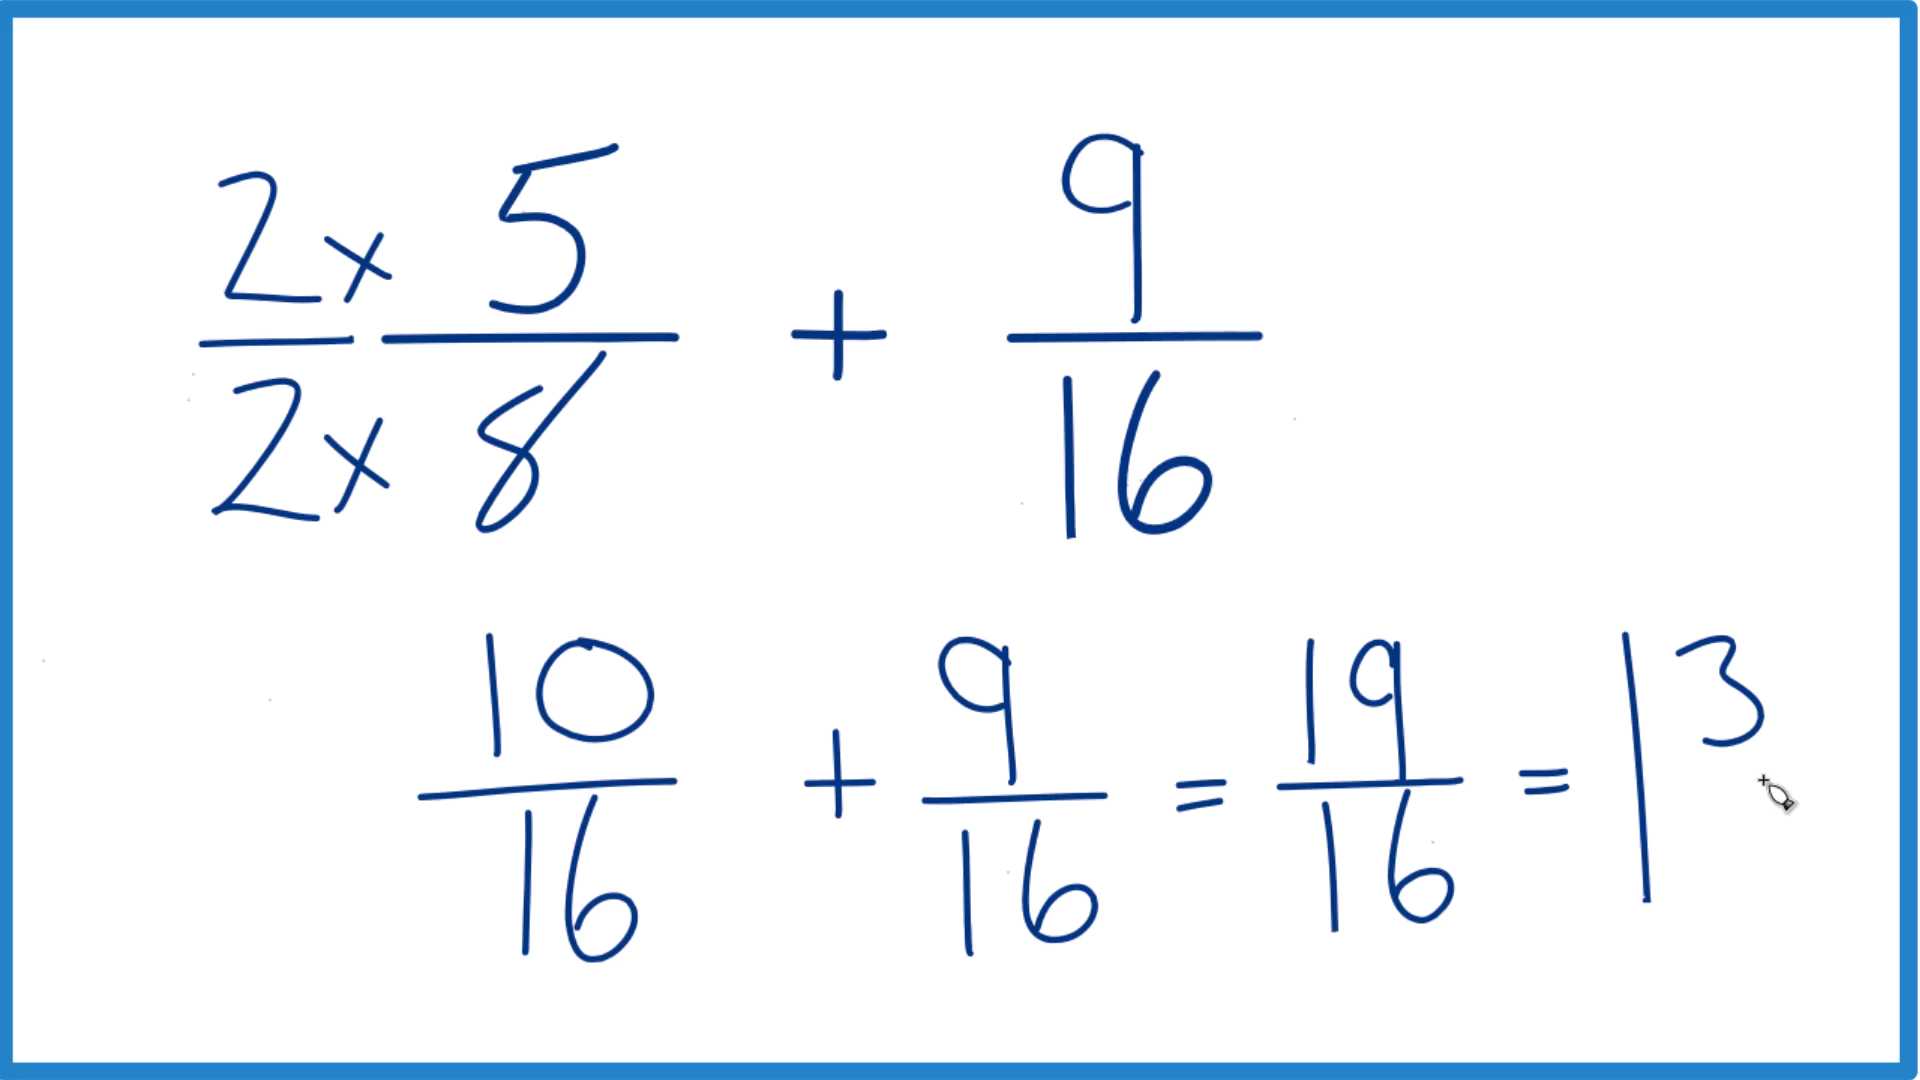 2 × 5 / 2 × 8 + 9/16
10/16 + 9/16 = 19/16 = 1 3